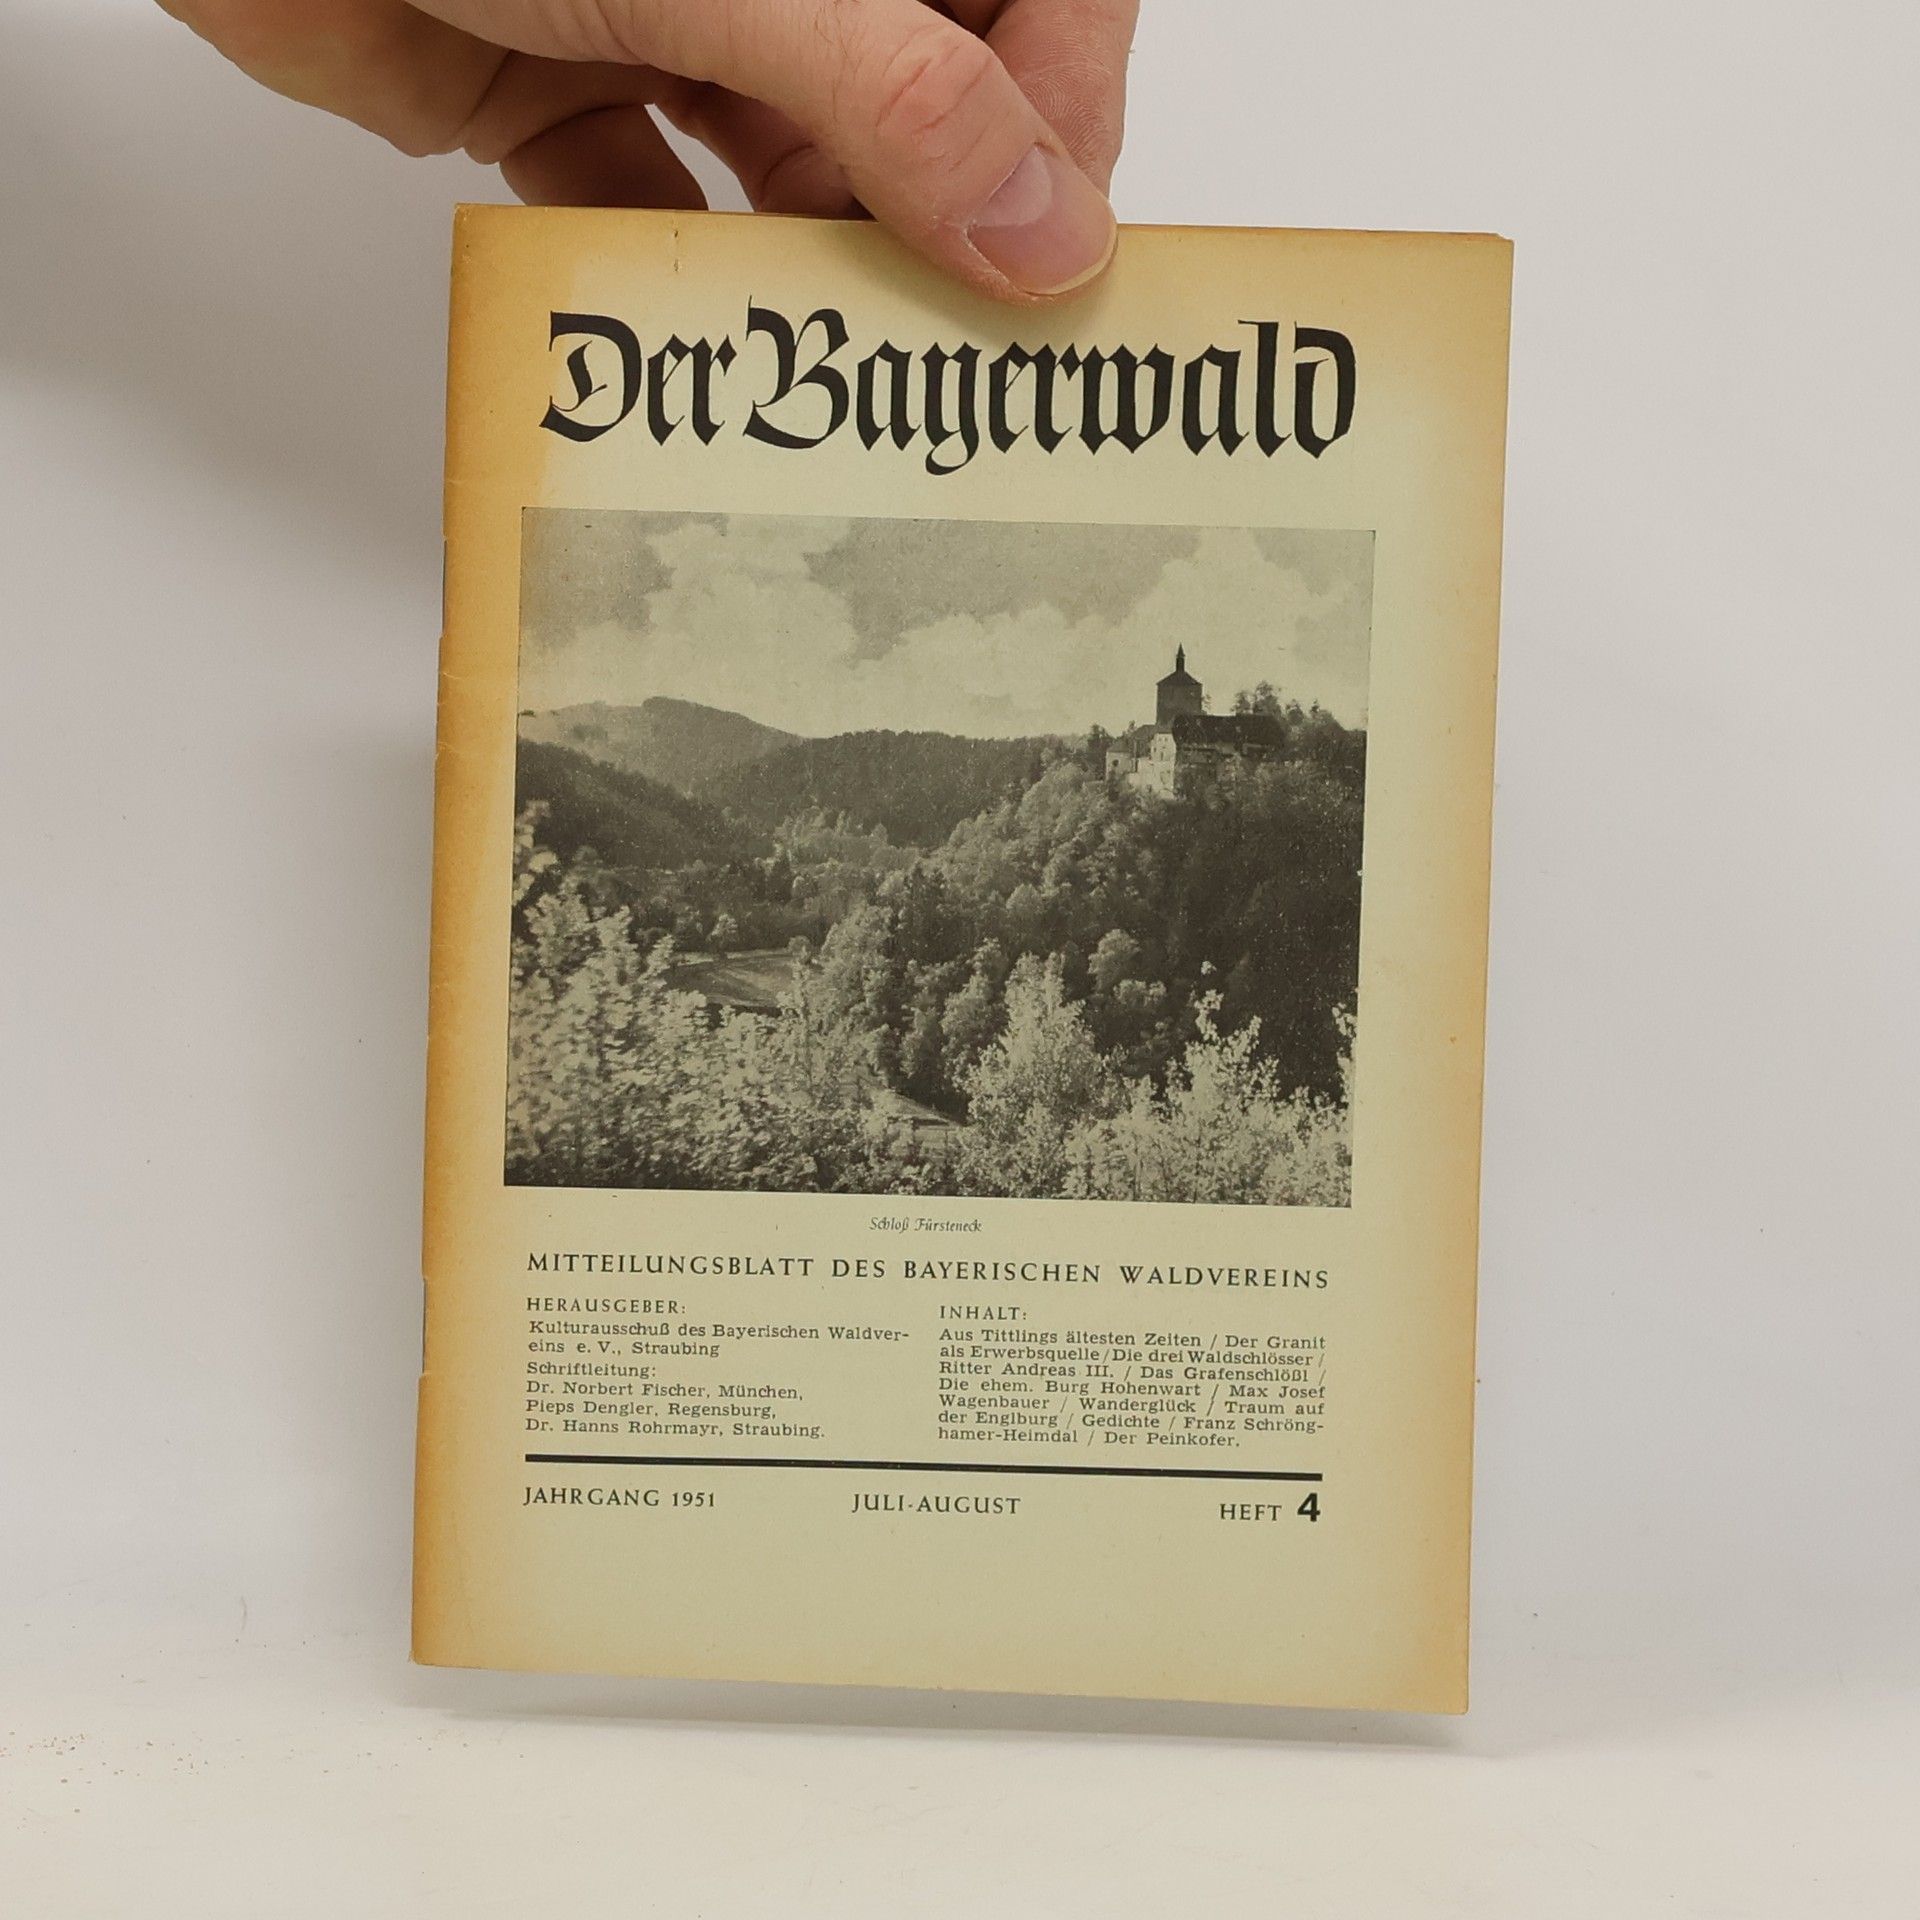 Der Bayerwald
Schloß Fürsteneck
MITTEILUNGSBLATT DES BAYERISCHEN WALDVEREINS
HERAUSGEBER:
Kulturausschuß des Bayerischen Waldver-
eins e. V., Straubing
Schriftleitung:
Dr. Norbert Fischer, München,
Pieps Dengler, Regensburg,
Dr. Hanns Rohrmayr, Straubing.
INHALT:
Aus Tittlings ältesten Zeiten / Der Granit
als Erwerbsquelle / Die drei Waldschlösser /
Ritter Andreas III. / Das Grafenschlößl /
Die ehem. Burg Hohenwart / Max Josef
Wagenbauer / Wanderglück / Traum auf
der Englburg / Gedichte / Franz Schröng-
hamer-Heimdal / Der Peinkofer.
JAHRGANG 1951 JULI-AUGUST HEFT 4